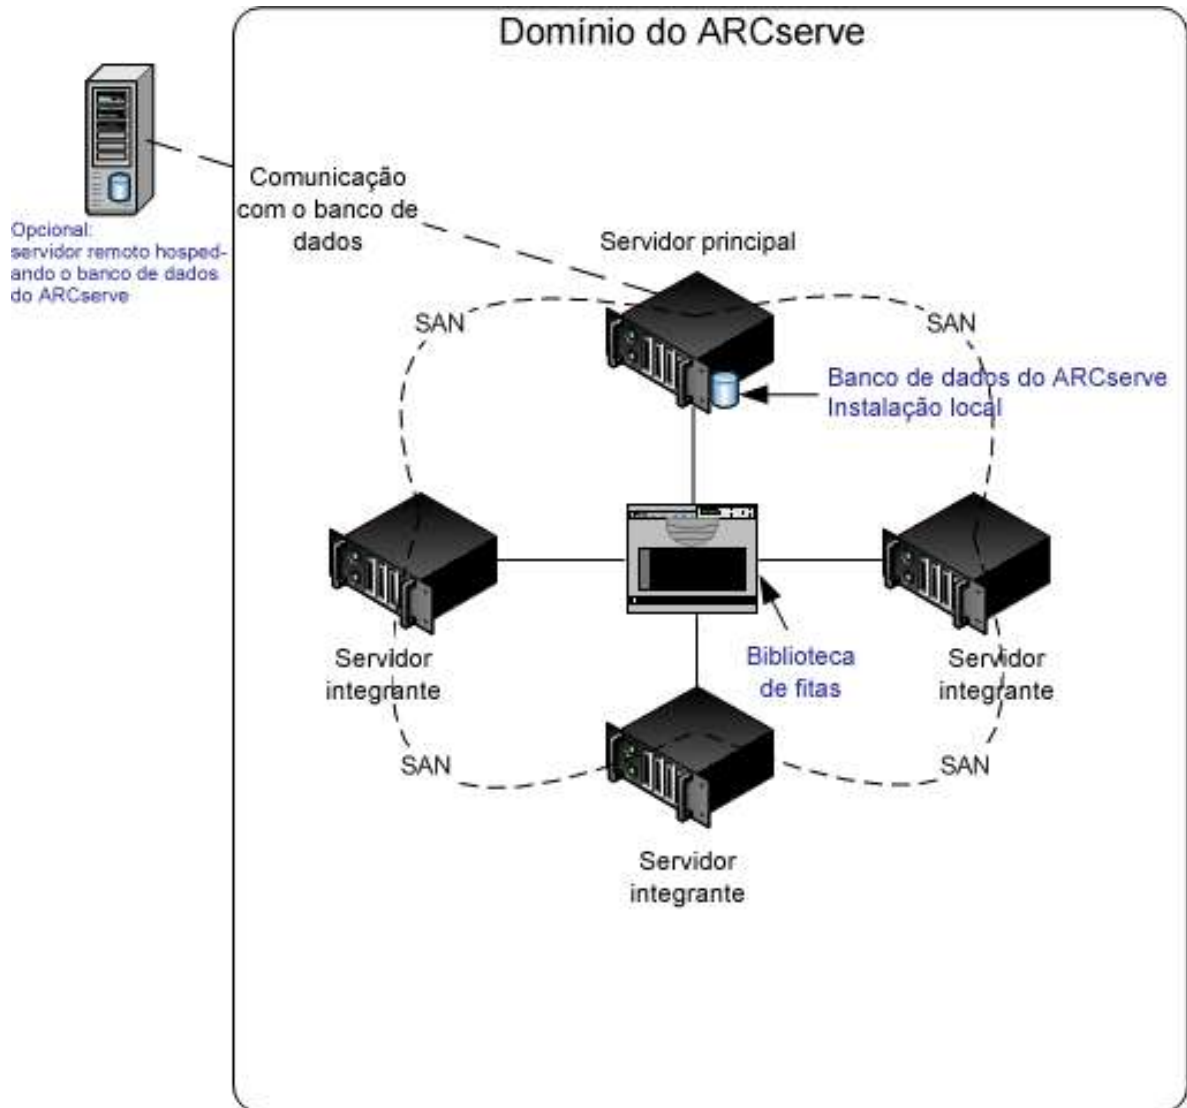 Domínio do ARCserve
Opcional:
servidor remoto hosped-
ando o banco de dados
do ARCserve
Comunicação
com o banco de
dados
Servidor principal
SAN
SAN
Banco de dados do ARCserve
Instalação local
Servidor
integrante
Biblioteca
de fitas
Servidor
integrante
SAN
SAN
Servidor
integrante